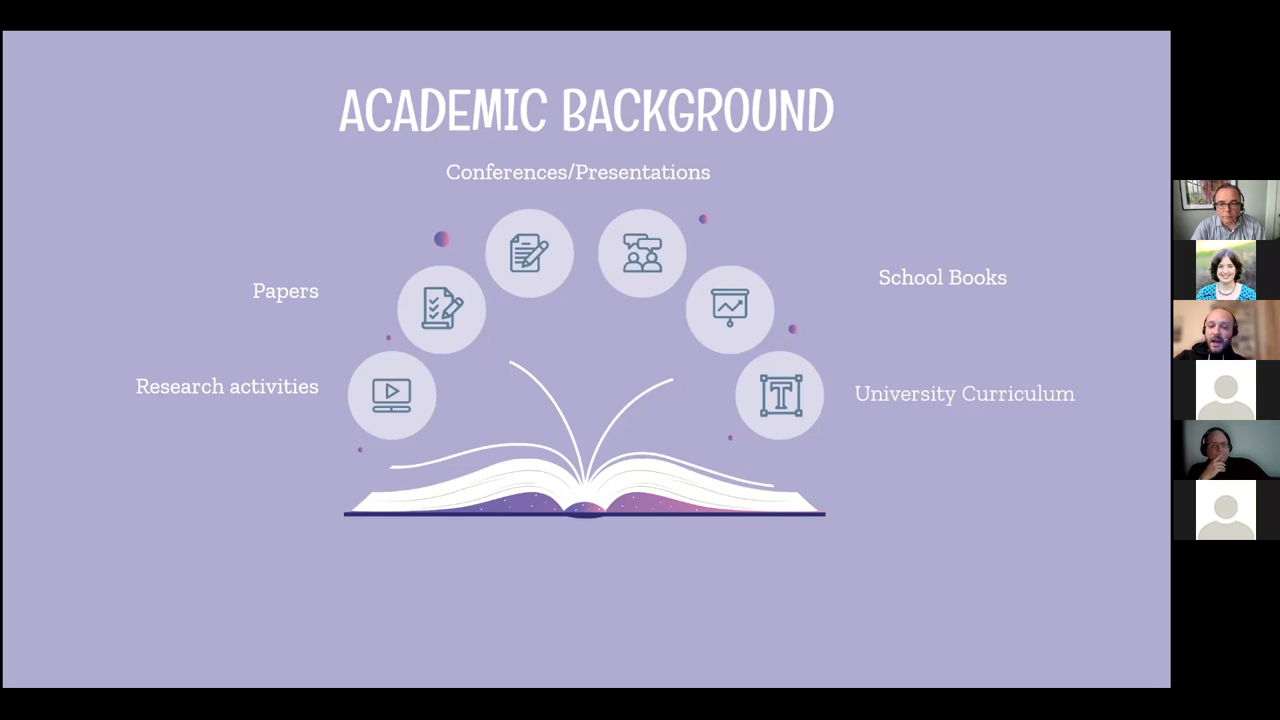 ACADEMIC BACKGROUND
Conferences/Presentations
Papers
School Books
Research activities
University Curriculum
T